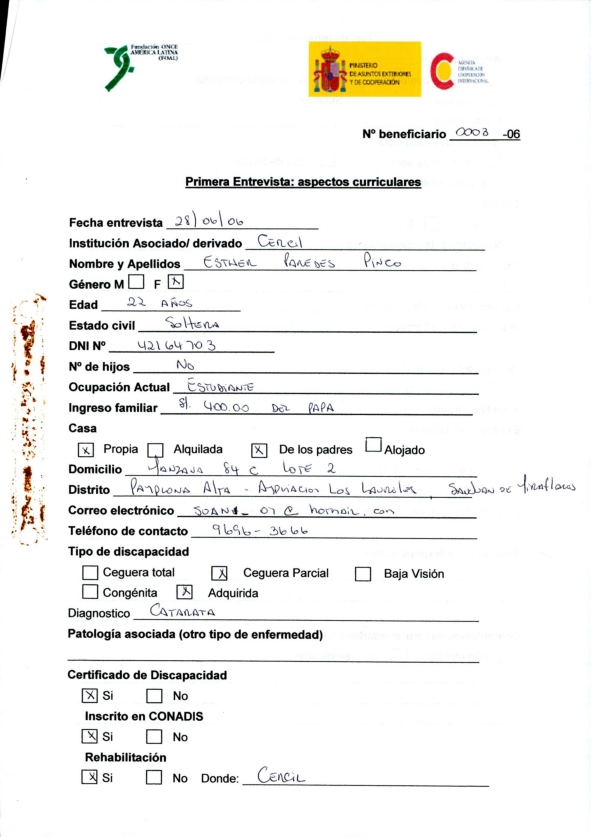 Fundación ONCE
AMÉRICA LATINA
(FOAL)
MINISTERIO
DE ASUNTOS EXTERIORES
Y DE COOPERACIÓN
AGENCIA
ESPAÑOLA DE
COOPERACIÓN
INTERNACIONAL
Nº beneficiario 0003 -06
Primera Entrevista: aspectos curriculares
Fecha entrevista 28/06/06
Institución Asociado/ derivado Cercil
Nombre y Apellidos ESTHER PAREDES PINCO
Género M F X
Edad 22 AÑOS
Estado civil Soltera
DNI Nº 42164703
Nº de hijos No
Ocupación Actual ESTUDIANTE
Ingreso familiar S/. 400.00 DEL PAPA
Casa
X Propia Alquilada X De los padres Alojado
Domicilio MANZANA 84 C LOTE 2
Distrito PAMPLONA ALTA - AMPLIACION LOS LAURELES, SAN JUAN DE MIRAFLORES
Correo electrónico 07 @ hotmail. com
Teléfono de contacto 9696-3666
Tipo de discapacidad
Ceguera total X Ceguera Parcial Baja Visión
Congénita X Adquirida
Diagnostico CATARATA
Patología asociada (otro tipo de enfermedad)
Certificado de Discapacidad
X Si No
Inscrito en CONADIS
X Si No
Rehabilitación
X Si No Donde: CERCIL